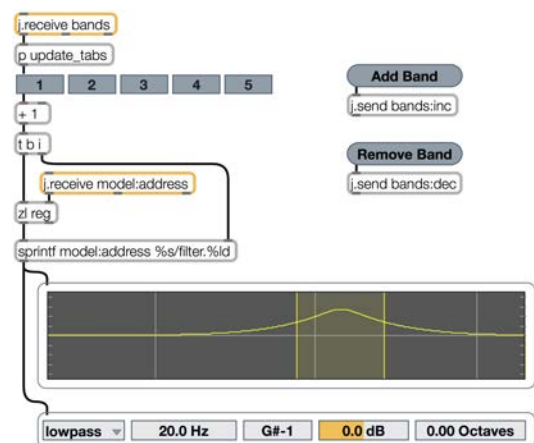 j.receive bands
p update_tabs
1 2 3 4 5
+ 1
t b i
j.receive model:address
zl reg
sprintf model:address %s/filter.%ld
Add Band
j.send bands:inc
Remove Band
j.send bands:dec
lowpass 20.0 Hz G#-1 0.0 dB 0.00 Octaves